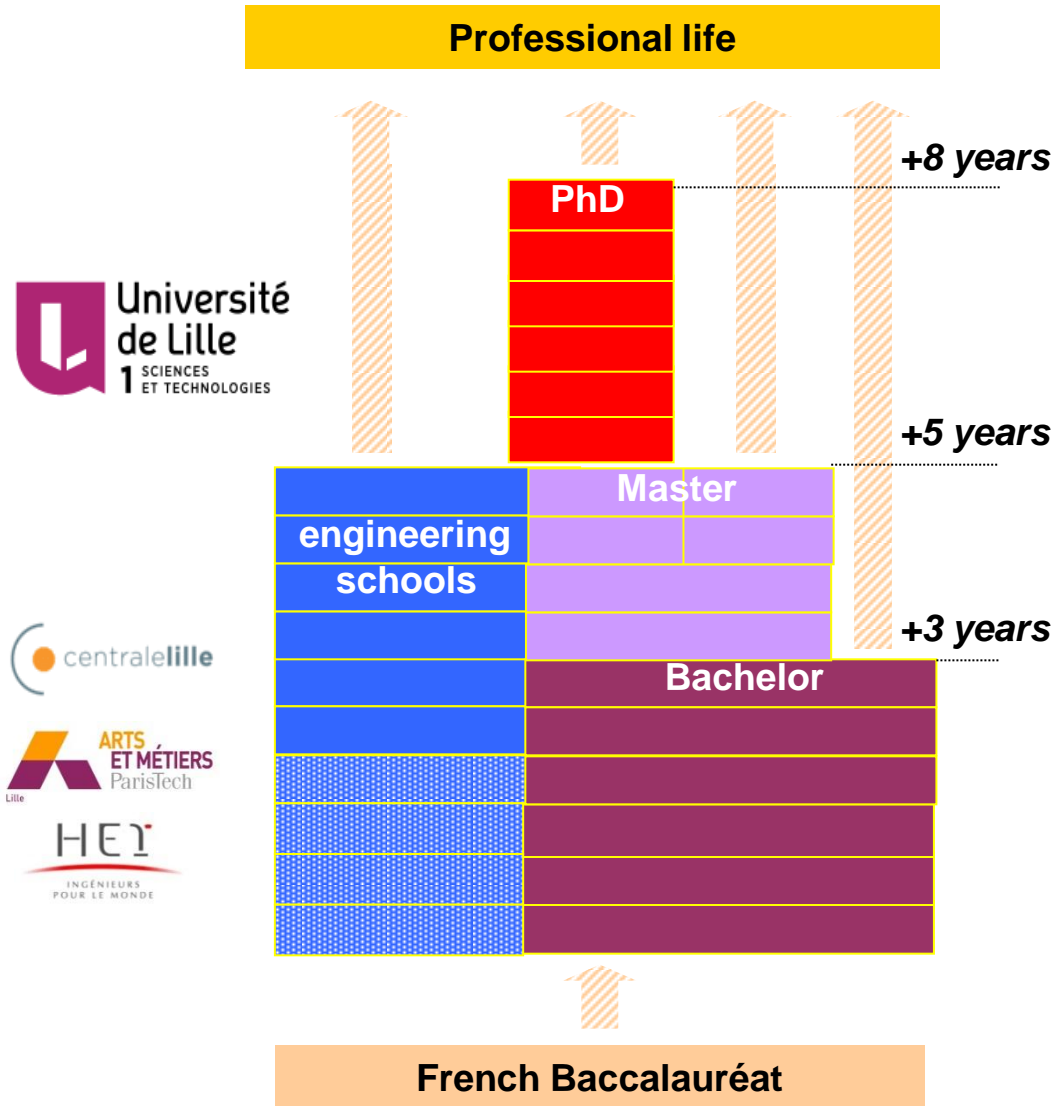 Professional life
+8 years
PhD
Université
de Lille
1 SCIENCES
ET TECHNOLOGIES
+5 years
Master
engineering
schools
+3 years
centralelille
Bachelor
ARTS
ET MÉTIERS
ParisTech
Lille
HEI
INGÉNIEURS
POUR LE MONDE
French Baccalauréat